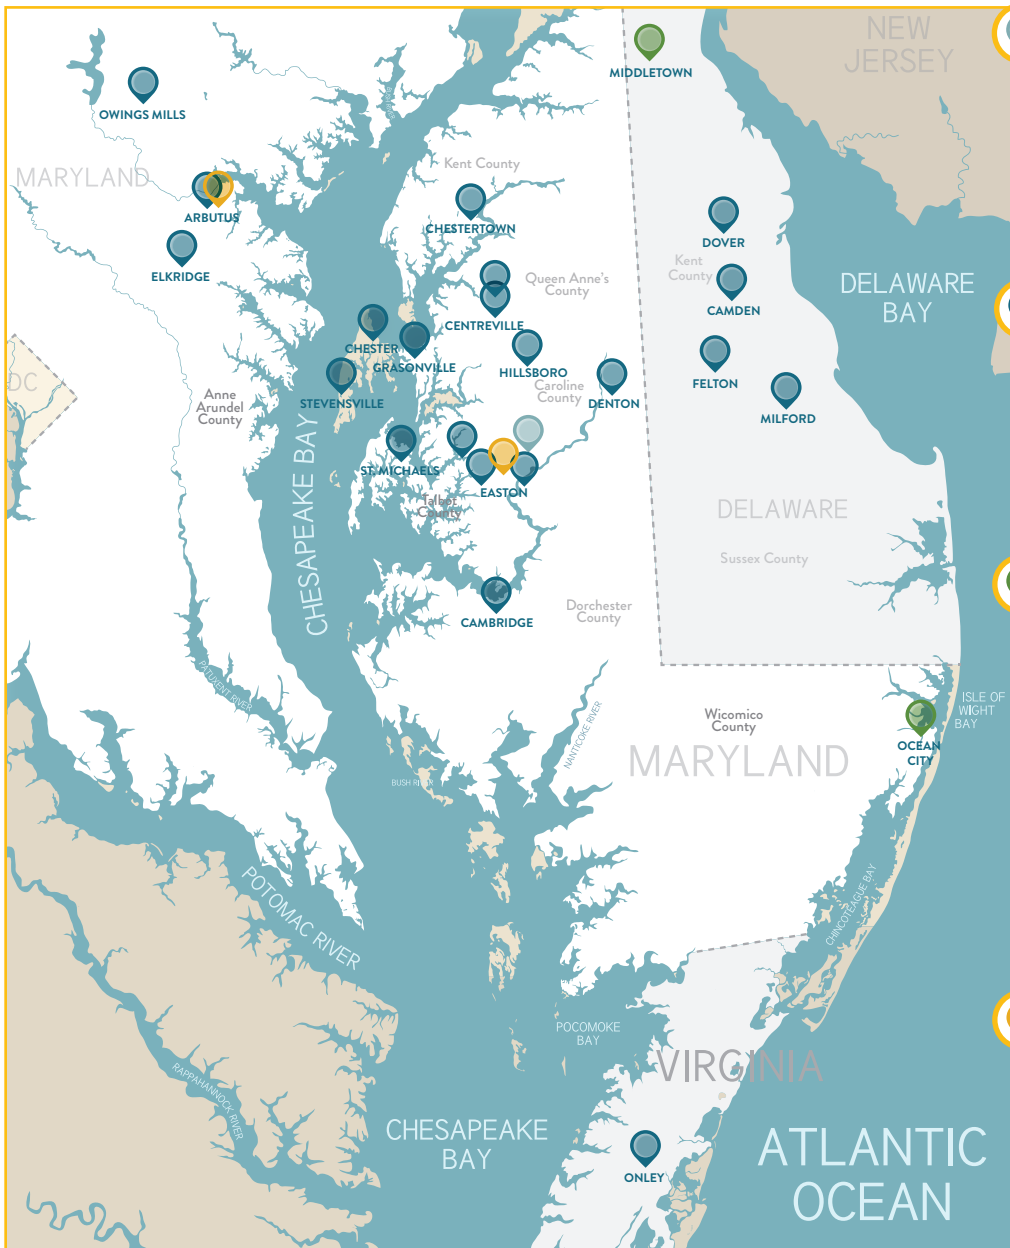 NEW
JERSEY
MIDDLETOWN
OWINGS MILLS
MARYLAND
Kent County
ARBUTUS
CHESTERTOWN
DOVER
ELKRIDGE
Kent
County
Queen Anne's
County
DELAWARE
BAY
CAMDEN
CENTREVILLE
CHESTER
GRASONVILLE
HILLSBORO
FELTON
DC
Caroline
County
DENTON
STEVENSVILLE
Anne
Arundel
County
MILFORD
CHESAPEAKE BAY
ST. MICHAELS
EASTON
Talbot
County
DELAWARE
Sussex County
CAMBRIDGE
Dorchester
County
PATUXENT RIVER
NANTICOKE RIVER
ISLE OF
WIGHT
BAY
Wicomico
County
MARYLAND
OCEAN
CITY
BUSH RIVER
POTOMAC RIVER
CHINCOTEAGUE BAY
POCOMOKE
BAY
VIRGINIA
RAPPAHANNOCK RIVER
CHESAPEAKE
BAY
ATLANTIC
OCEAN
ONLEY